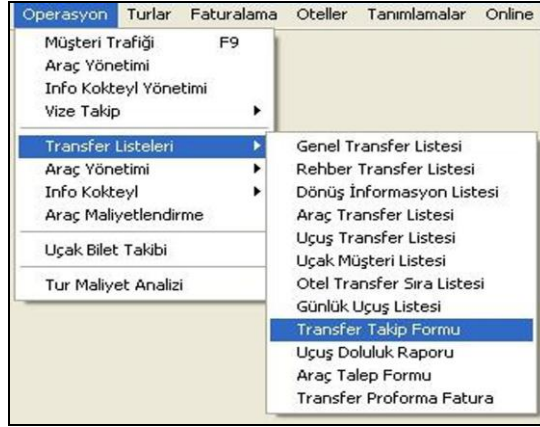 Operasyon Turlar Faturalama Oteller Tanımlamalar Online
Müşteri Trafiği F9
Araç Yönetimi
Info Kokteyl Yönetimi
Vize Takip
Transfer Listeleri
Araç Yönetimi
Info Kokteyl
Araç Maliyetlendirme
Uçak Bilet Takibi
Tur Maliyet Analizi
Genel Transfer Listesi
Rehber Transfer Listesi
Dönüş İnformasyon Listesi
Araç Transfer Listesi
Uçuş Transfer Listesi
Uçak Müşteri Listesi
Otel Transfer Sıra Listesi
Günlük Uçuş Listesi
Transfer Takip Formu
Uçuş Doluluk Raporu
Araç Talep Formu
Transfer Proforma Fatura